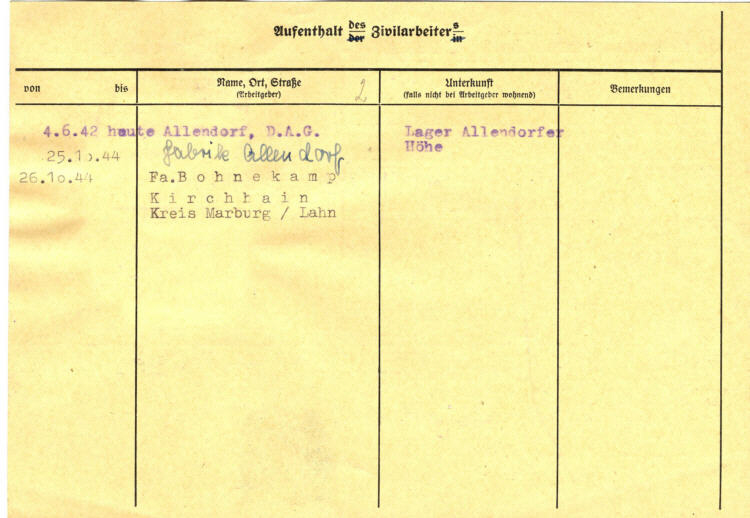 Aufenthalt des/der Zivilarbeiters/in
von bis Name, Ort, Straße (Arbeitgeber) 2 Unterkunft (falls nicht bei Arbeitgeber wohnend) Bemerkungen
4.6.42 heute Allendorf, D.A.G. Lager Allendorfer
25.10.44 Fabrik Allendorf Höhe
26.10.44 Fa.Bohnekamp
Kirchhain
Kreis Marburg / Lahn